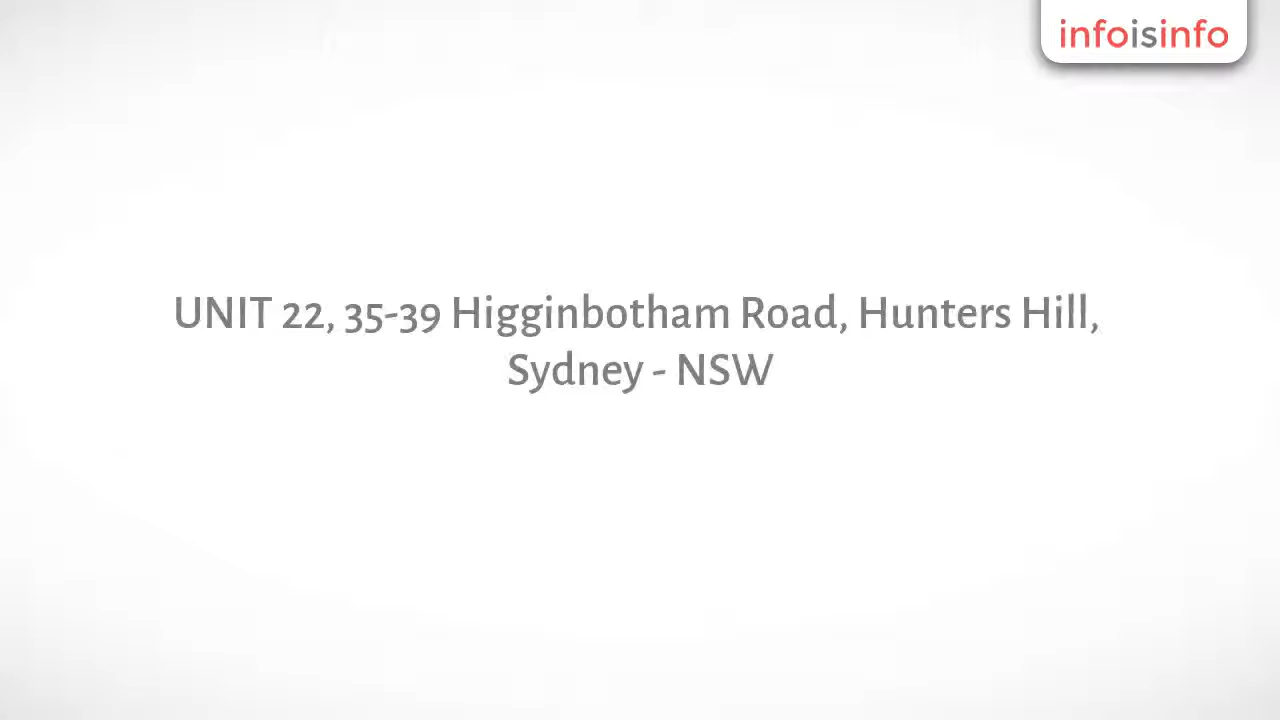 infoisinfo
UNIT 22, 35-39 Higginbotham Road, Hunters Hill,
Sydney - NSW